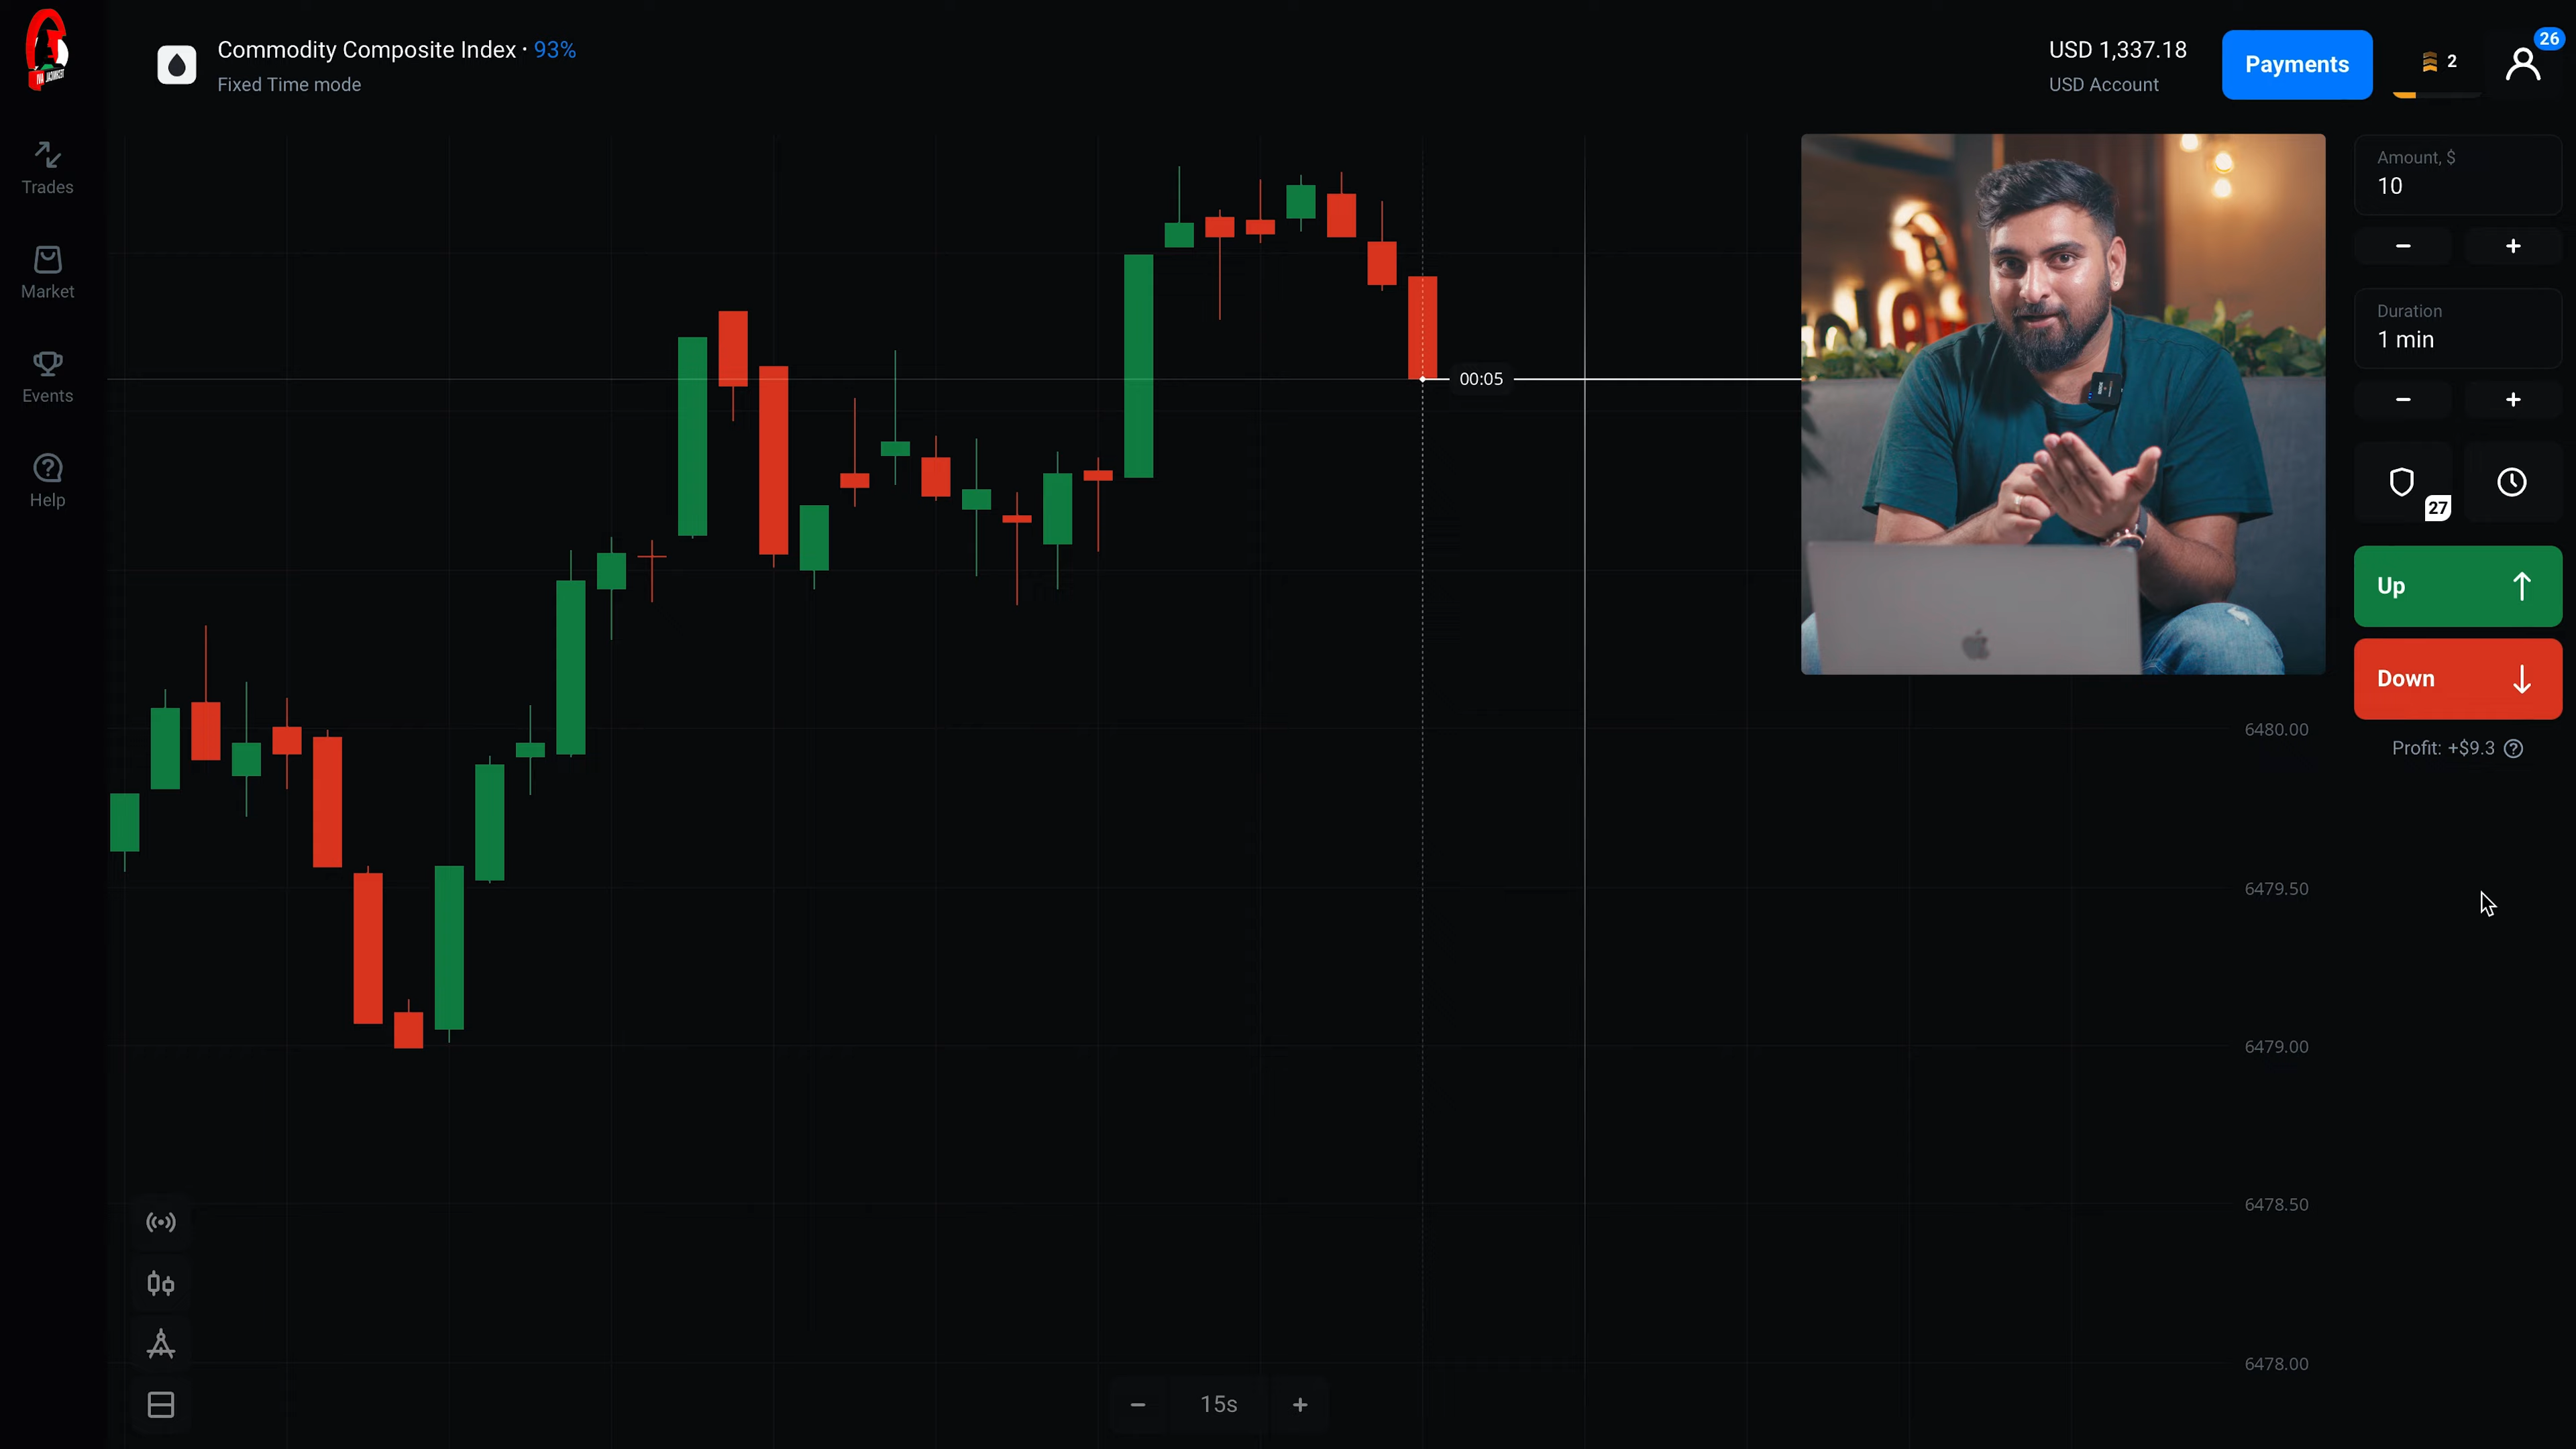 Commodity Composite Index · 93%
Fixed Time mode
USD 1,337.18
USD Account
Payments
2
26
Trades
Market
Events
Help
Amount, $
10
Duration
1 min
27
Up
Down
Profit: +$9.3
00:05
6480.00
6479.50
6479.00
6478.50
6478.00
15s